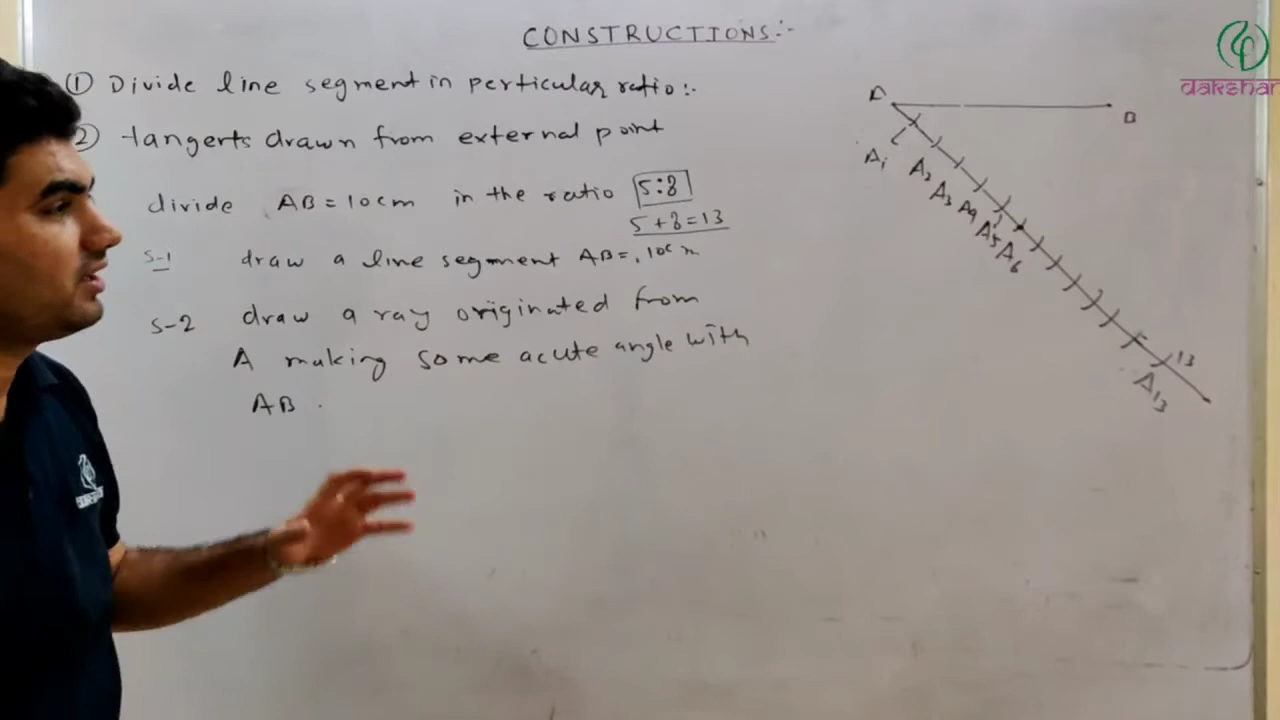 CONSTRUCTIONS:-
① Divide line segment in perticular ratio:-
② tangerts drawn from external point
divide AB = 10cm in the ratio 5:8
5+8=13
S-1 draw a line segment AB = 10cm
S-2 draw a ray originated from
A making some acute angle with
AB.
A
B
A1
A2
A3
A4
A5
A6
13
A13
dakshan